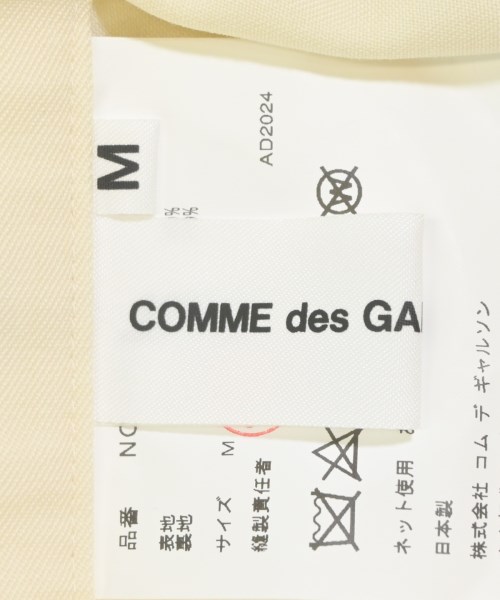 M
COMME des GA
AD2024
品番 NO
表地 %
裏地 %
サイズ M
縫製責任者
ネット使用
日本製
株式会社 コム デ ギャルソン